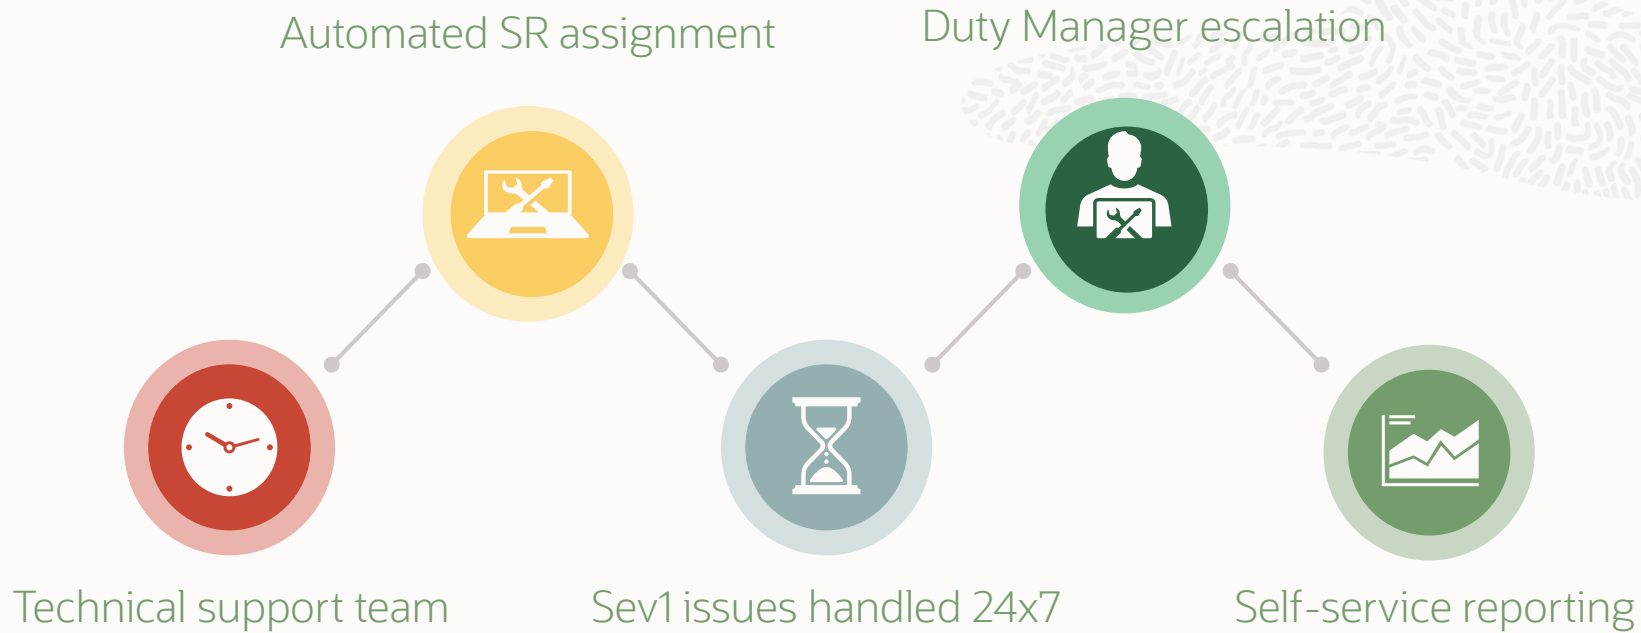 Automated SR assignment
Duty Manager escalation
Technical support team
Sev1 issues handled 24x7
Self-service reporting